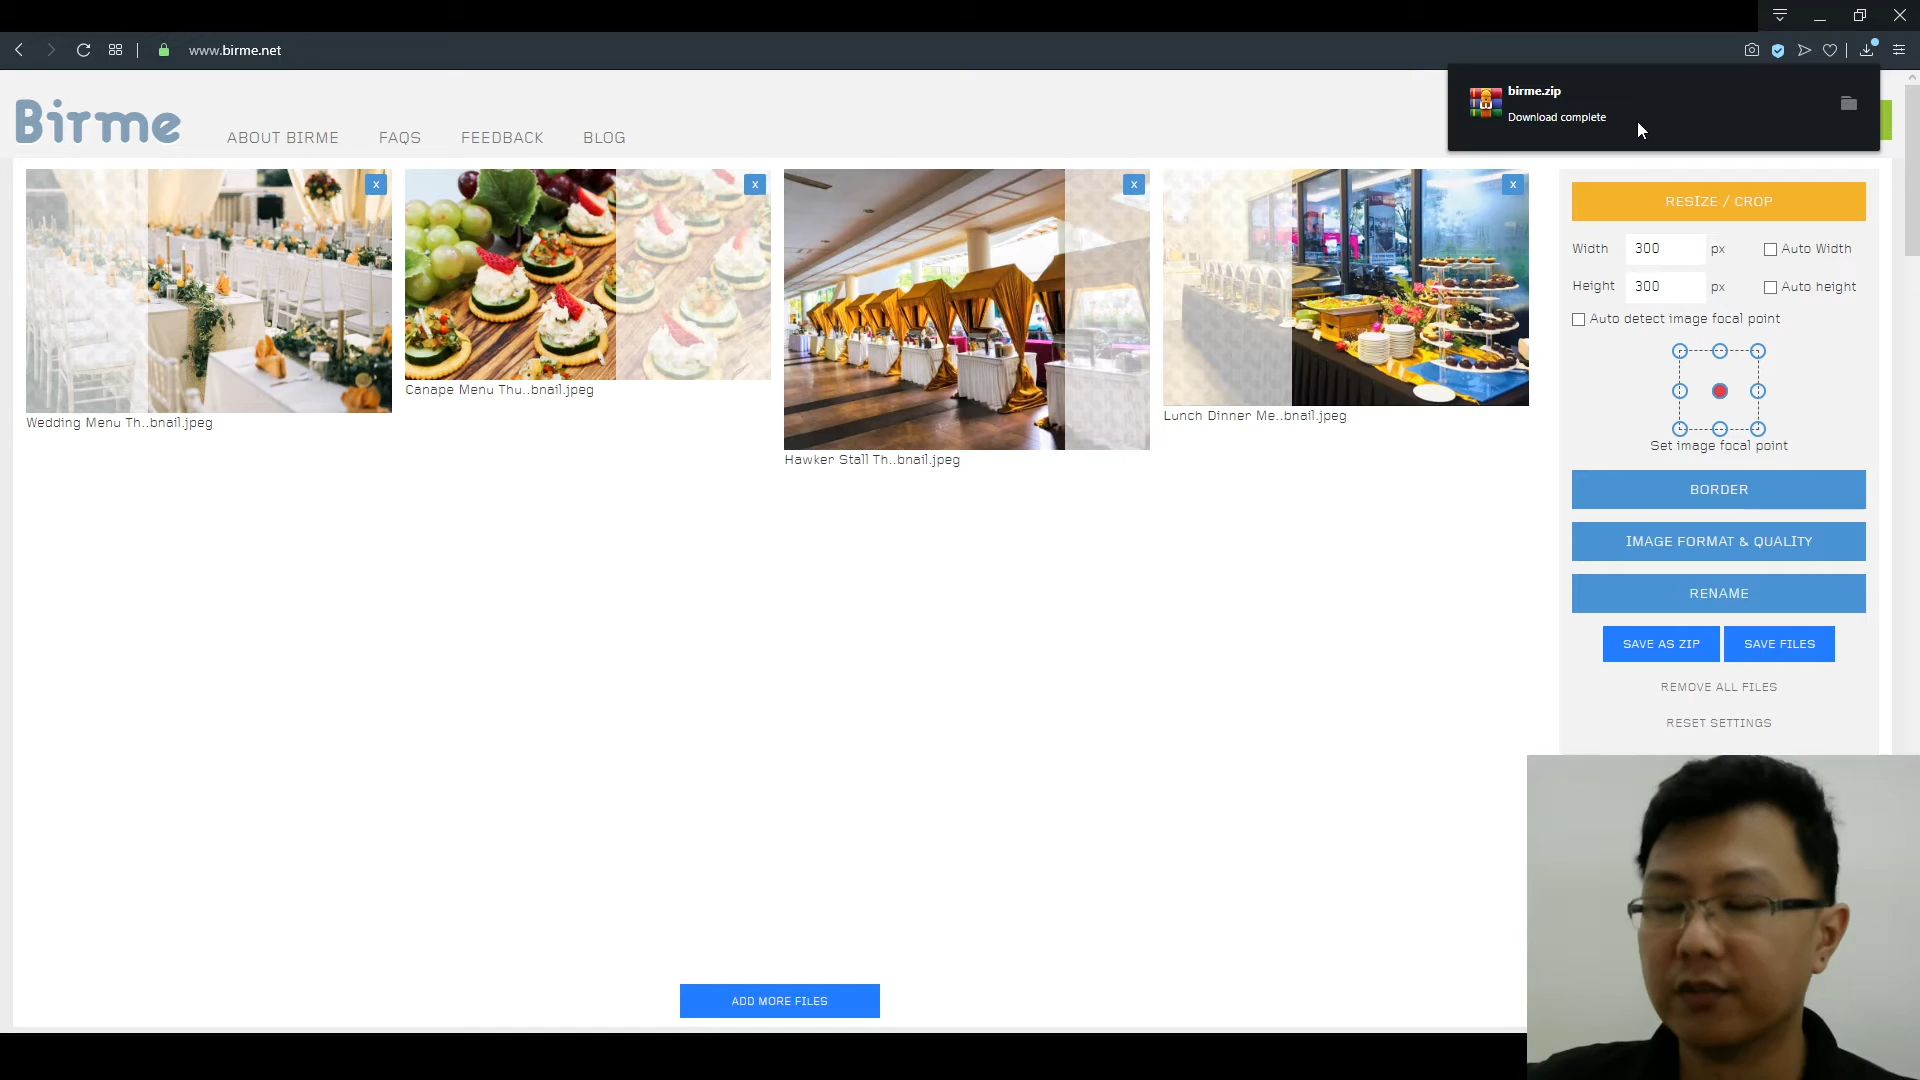 www.birme.net
birme.zip
Download complete
Birme
ABOUT BIRME
FAQS
FEEDBACK
BLOG
x
x
x
x
Wedding Menu Th..bnail.jpeg
Canape Menu Thu..bnail.jpeg
Hawker Stall Th..bnail.jpeg
Lunch Dinner Me..bnail.jpeg
RESIZE / CROP
Width 300 px Auto Width
Height 300 px Auto height
Auto detect image focal point
Set image focal point
BORDER
IMAGE FORMAT & QUALITY
RENAME
SAVE AS ZIP
SAVE FILES
REMOVE ALL FILES
RESET SETTINGS
ADD MORE FILES